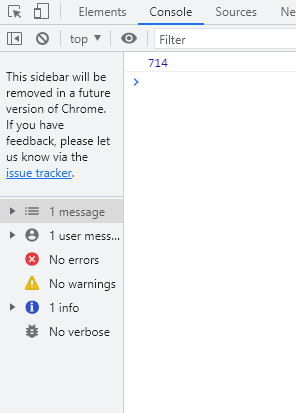 Elements
Console
Sources
Ne
top
Filter
This sidebar will be
removed in a future
version of Chrome.
If you have
feedback, please let
us know via the
issue tracker.
1 message
1 user mess...
No errors
No warnings
1 info
No verbose
714